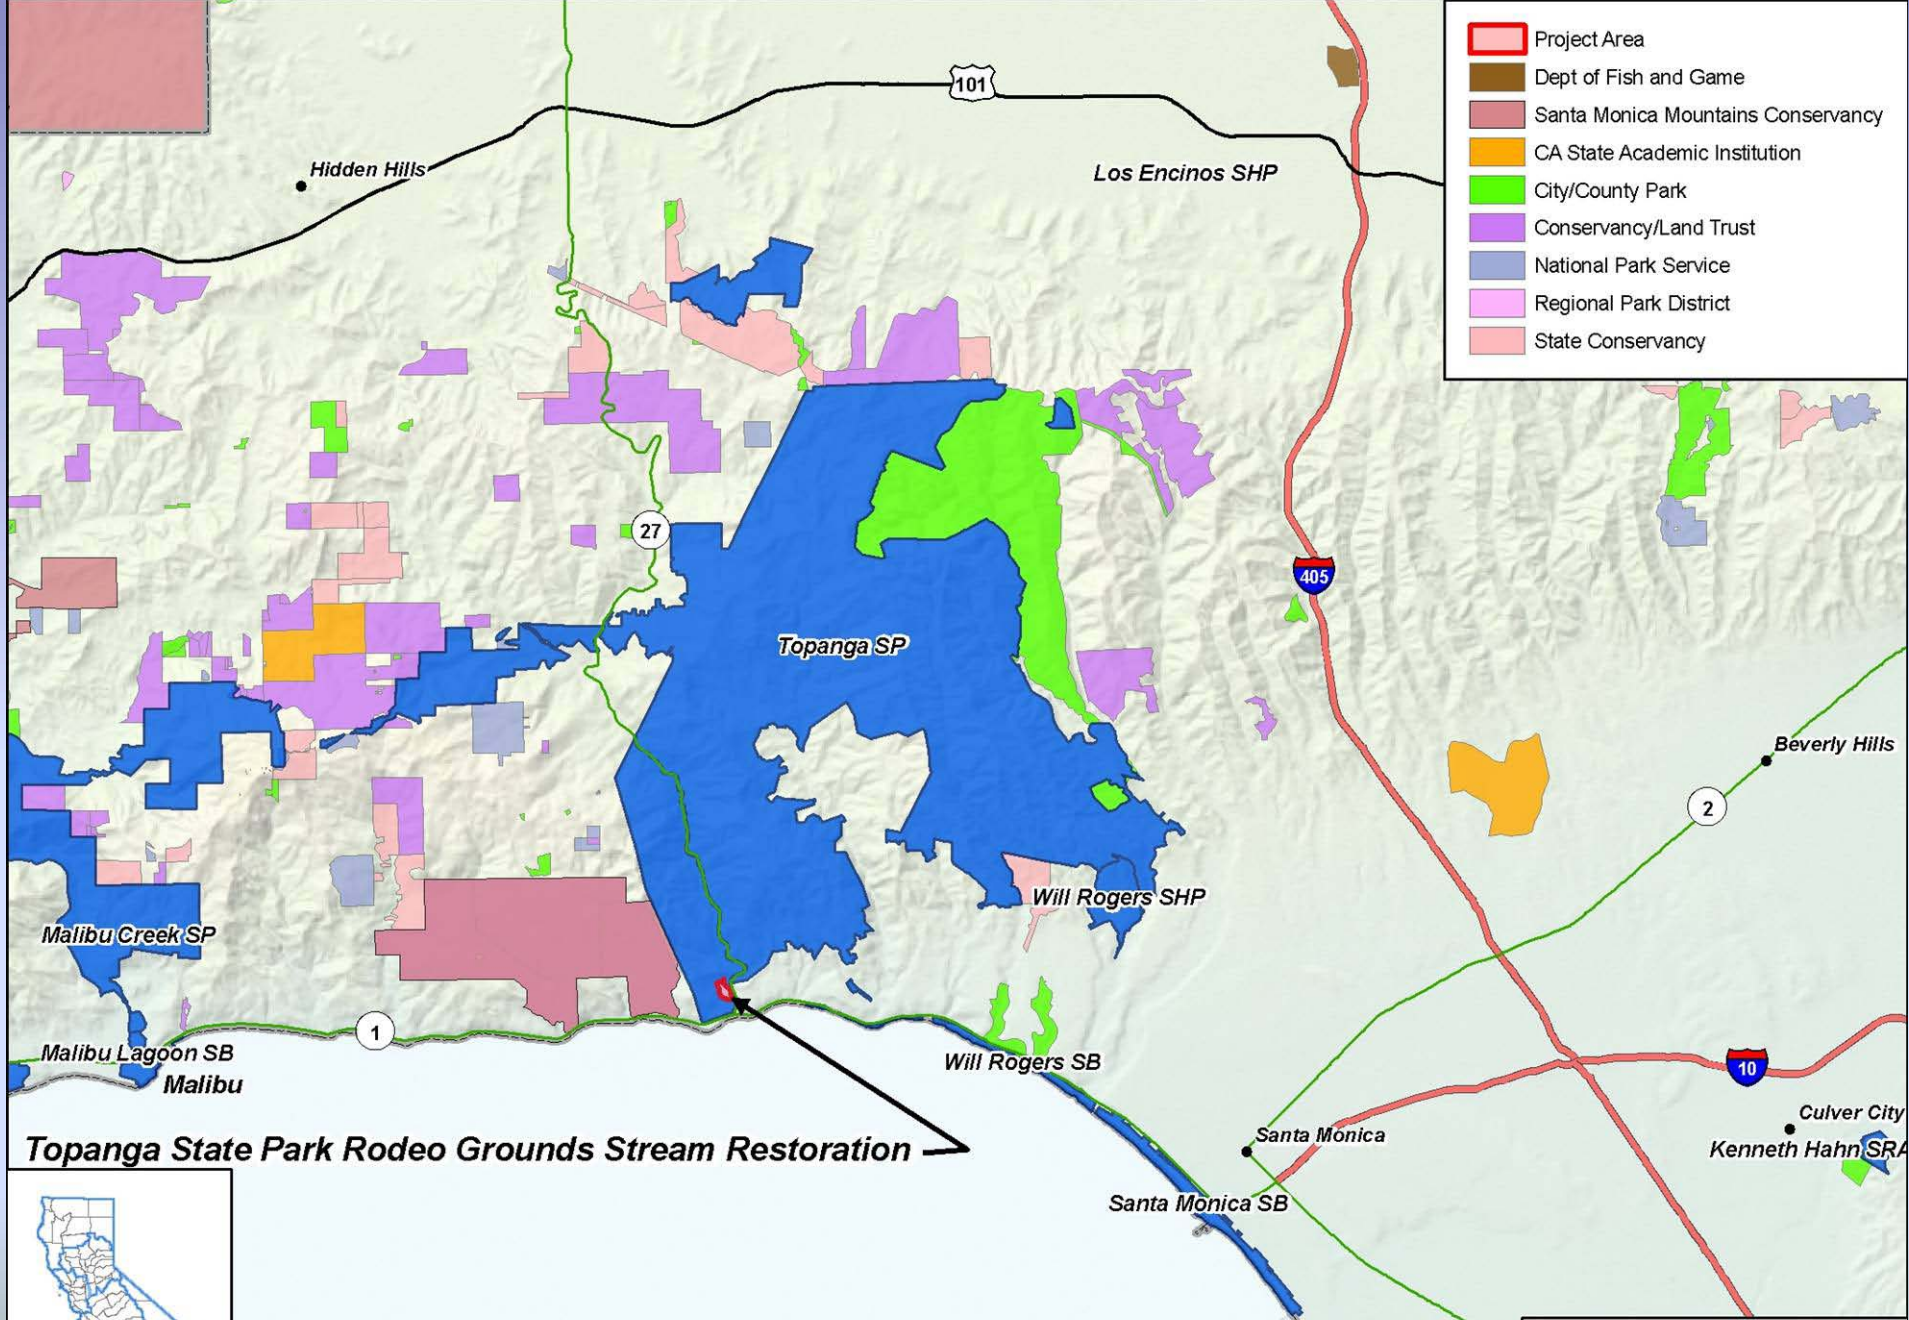 Project Area
Dept of Fish and Game
Santa Monica Mountains Conservancy
CA State Academic Institution
City/County Park
Conservancy/Land Trust
National Park Service
Regional Park District
State Conservancy
101
Hidden Hills
Los Encinos SHP
27
405
Topanga SP
Beverly Hills
2
Will Rogers SHP
Malibu Creek SP
1
Malibu Lagoon SB
Malibu
Will Rogers SB
10
Culver City
Santa Monica
Kenneth Hahn SRA
Topanga State Park Rodeo Grounds Stream Restoration
Santa Monica SB